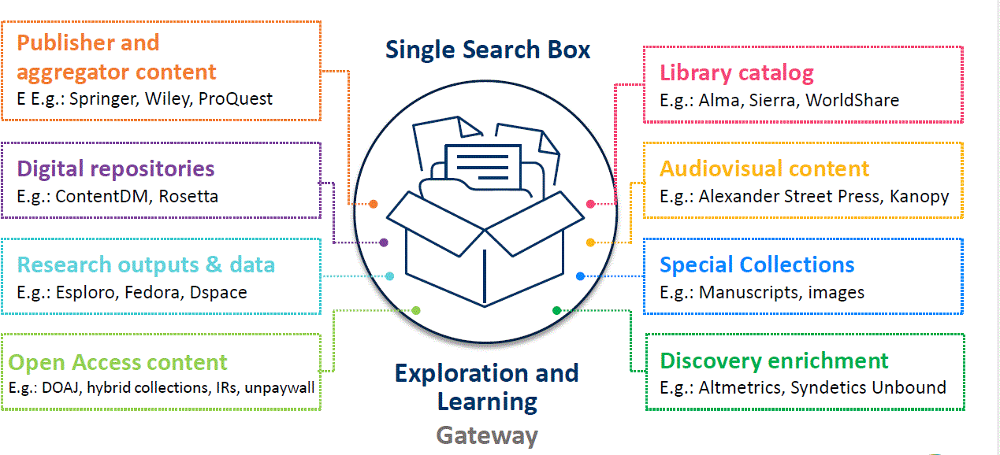 Publisher and
aggregator content
E E.g.: Springer, Wiley, ProQuest
Digital repositories
E.g.: ContentDM, Rosetta
Research outputs & data
E.g.: Esploro, Fedora, Dspace
Open Access content
E.g.: DOAJ, hybrid collections, IRs, unpaywall
Single Search Box
Exploration and
Learning
Gateway
Library catalog
E.g.: Alma, Sierra, WorldShare
Audiovisual content
E.g.: Alexander Street Press, Kanopy
Special Collections
E.g.: Manuscripts, images
Discovery enrichment
E.g.: Altmetrics, Syndetics Unbound